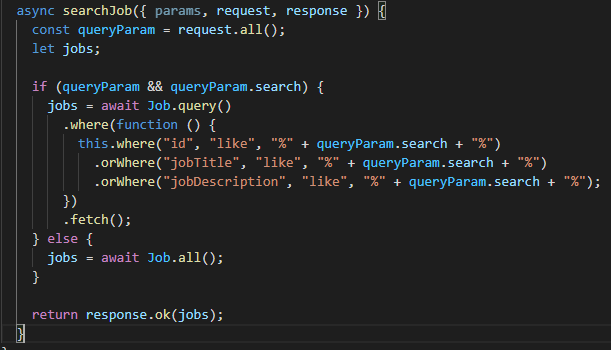 async searchJob({ params, request, response }) {
const queryParam = request.all();
let jobs;
if (queryParam && queryParam.search) {
jobs = await Job.query()
.where(function () {
this.where("id", "like", "%" + queryParam.search + "%")
.orWhere("jobTitle", "like", "%" + queryParam.search + "%")
.orWhere("jobDescription", "like", "%" + queryParam.search + "%");
})
.fetch();
} else {
jobs = await Job.all();
}
return response.ok(jobs);
}